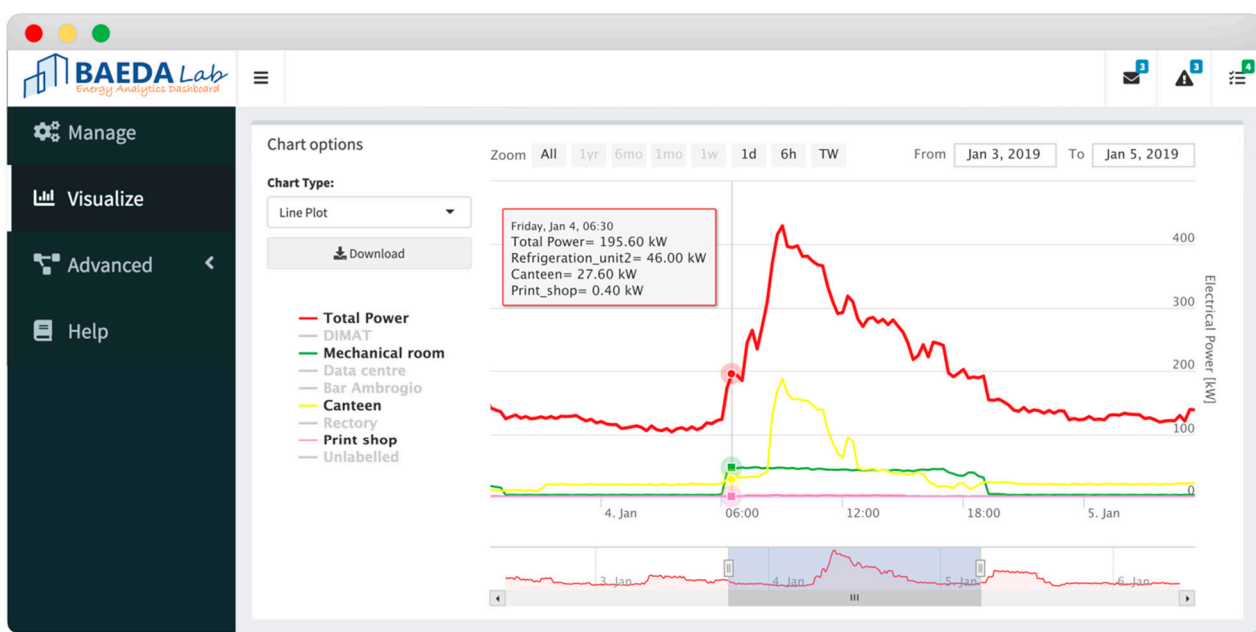 BAEDA Lab
Energy Analytics Dashboard
3
3
4
Manage
Visualize
Advanced
Help
Chart options
Chart Type:
Line Plot
Download
Total Power
DIMAT
Mechanical room
Data centre
Bar Ambrogio
Canteen
Rectory
Print shop
Unlabelled
Zoom All 1yr 6mo 1mo 1w 1d 6h TW From Jan 3, 2019 To Jan 5, 2019
Friday, Jan 4, 06:30
Total Power= 195.60 kW
Refrigeration_unit2= 46.00 kW
Canteen= 27.60 kW
Print_shop= 0.40 kW
400
300
200
100
0
Electrical Power [kW]
4. Jan 06:00 12:00 18:00 5. Jan
3. Jan 4. Jan 5. Jan 6. Jan